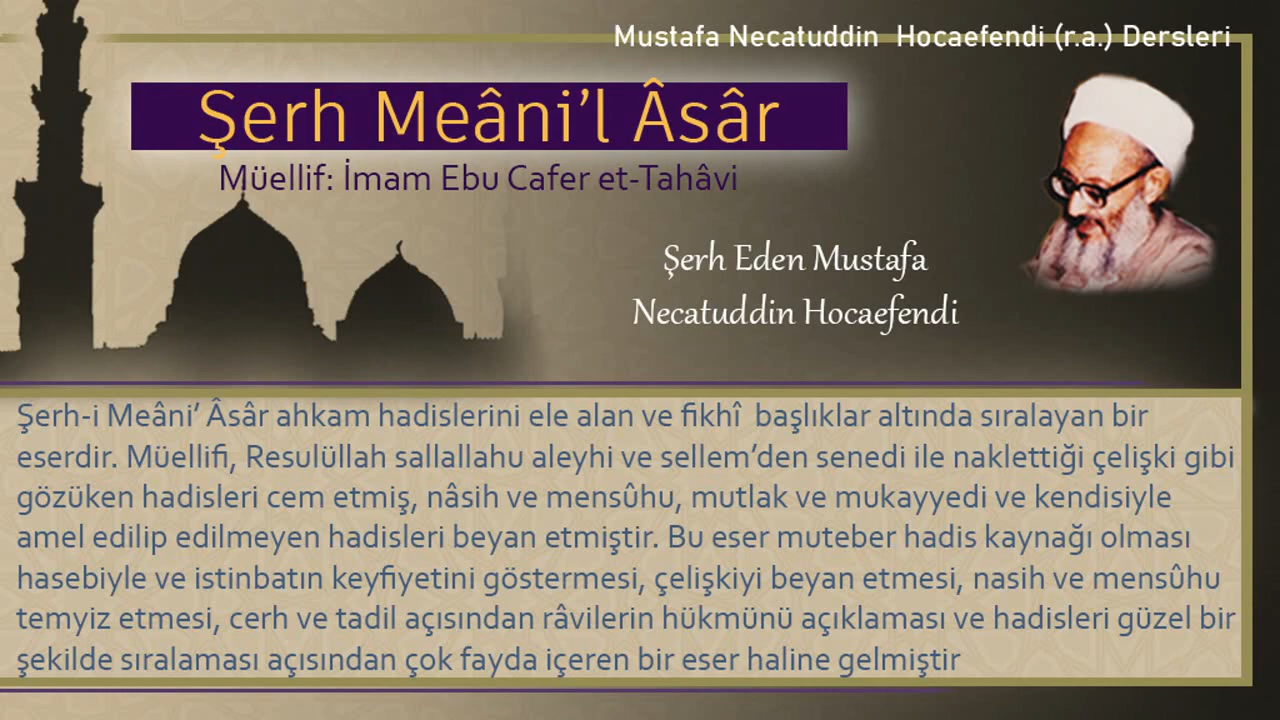 Mustafa Necatuddin Hocaefendi (r.a.) Dersleri
Şerh Meâni’l Âsâr
Müellif: İmam Ebu Cafer et-Tahâvi
Şerh Eden Mustafa
Necatuddin Hocaefendi
Şerh-i Meâni’ Âsâr ahkam hadislerini ele alan ve fikhî başlıklar altında sıralayan bir
eserdir. Müellifi, Resulüllah sallallahu aleyhi ve sellem’den senedi ile naklettiği çelişki gibi
gözüken hadisleri cem etmiş, nâsih ve mensûhu, mutlak ve mukayyedi ve kendisiyle
amel edilip edilmeyen hadisleri beyan etmiştir. Bu eser muteber hadis kaynağı olması
hasebiyle ve istinbatın keyfiyetini göstermesi, çelişkiyi beyan etmesi, nasih ve mensûhu
temyiz etmesi, cerh ve tadil açısından râvilerin hükmünü açıklaması ve hadisleri güzel bir
şekilde sıralaması açısından çok fayda içeren bir eser haline gelmiştir